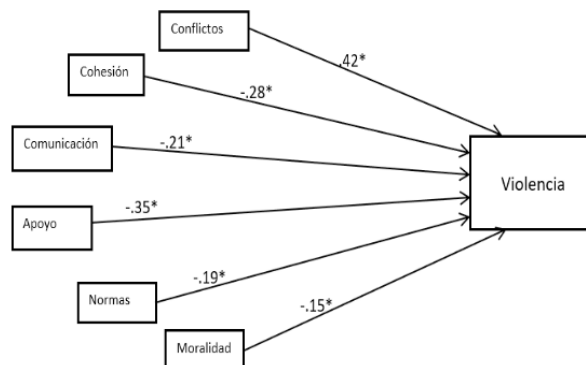 Conflictos
.42*
Cohesión
-.28*
Comunicación
-.21*
Violencia
Apoyo
-.35*
Normas
-.19*
Moralidad
-.15*